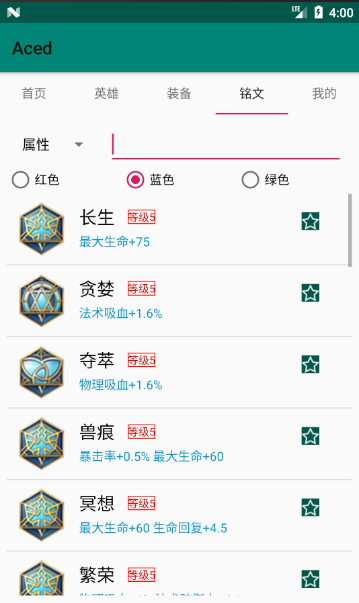 LTE 4:00
Aced
首页 英雄 装备 铭文 我的
属性
红色 蓝色 绿色
长生 等级5
最大生命+75
贪婪 等级5
法术吸血+1.6%
夺萃 等级5
物理吸血+1.6%
兽痕 等级5
暴击率+0.5% 最大生命+60
冥想 等级5
最大生命+60 生命回复+4.5
繁荣 等级5